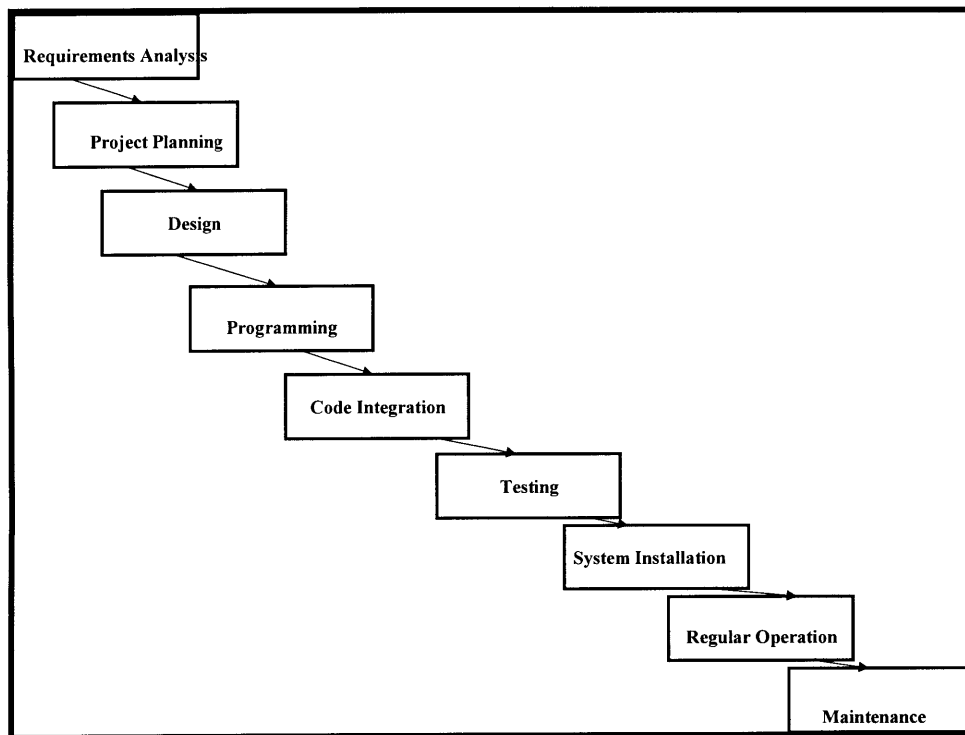 Requirements Analysis
Project Planning
Design
Programming
Code Integration
Testing
System Installation
Regular Operation
Maintenance